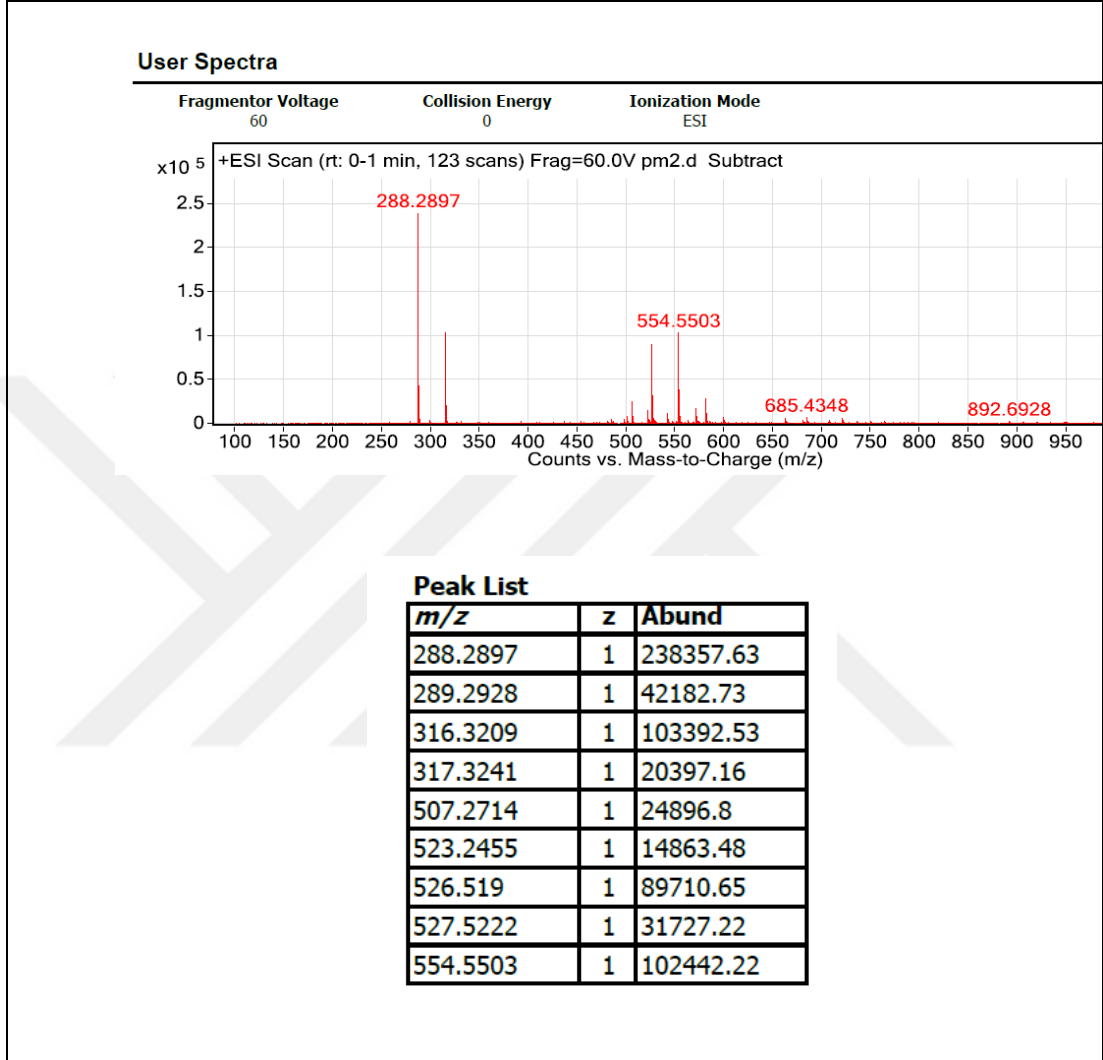 User Spectra
Fragmentor Voltage Collision Energy Ionization Mode
60 0 ESI
x10 5 +ESI Scan (rt: 0-1 min, 123 scans) Frag=60.0V pm2.d Subtract
2.5
288.2897
2
1.5
554.5503
1
0.5
685.4348 892.6928
0
100 150 200 250 300 350 400 450 500 550 600 650 700 750 800 850 900 950
Counts vs. Mass-to-Charge (m/z)
Peak List
m/z z Abund
288.2897 1 238357.63
289.2928 1 42182.73
316.3209 1 103392.53
317.3241 1 20397.16
507.2714 1 24896.8
523.2455 1 14863.48
526.519 1 89710.65
527.5222 1 31727.22
554.5503 1 102442.22